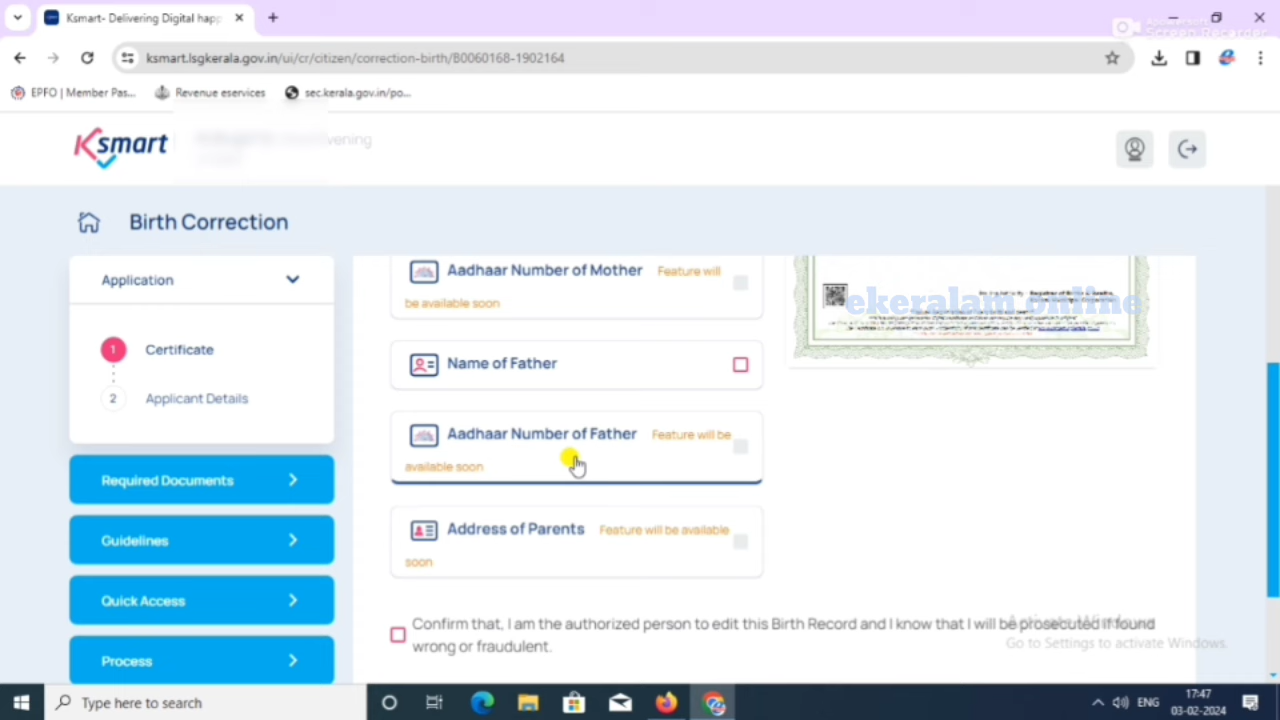 Ksmart- Delivering Digital happ
ksmart.lsgkerala.gov.in/ui/cr/citizen/correction-birth/B0060168-1902164
EPFO | Member Pas...
Revenue eservices
sec.kerala.gov.in/po...
Screen Recorder
Ksmart
vening
Birth Correction
Application
1 Certificate
2 Applicant Details
Required Documents
Guidelines
Quick Access
Process
Aadhaar Number of Mother Feature will
be available soon
Name of Father
Aadhaar Number of Father Feature will be
available soon
Address of Parents Feature will be available
soon
Confirm that, I am the authorized person to edit this Birth Record and I know that I will be prosecuted if found
wrong or fraudulent.
ekeralam online
Activate Windows
Go to Settings to activate Windows.
Type here to search
ENG
17:47
03-02-2024